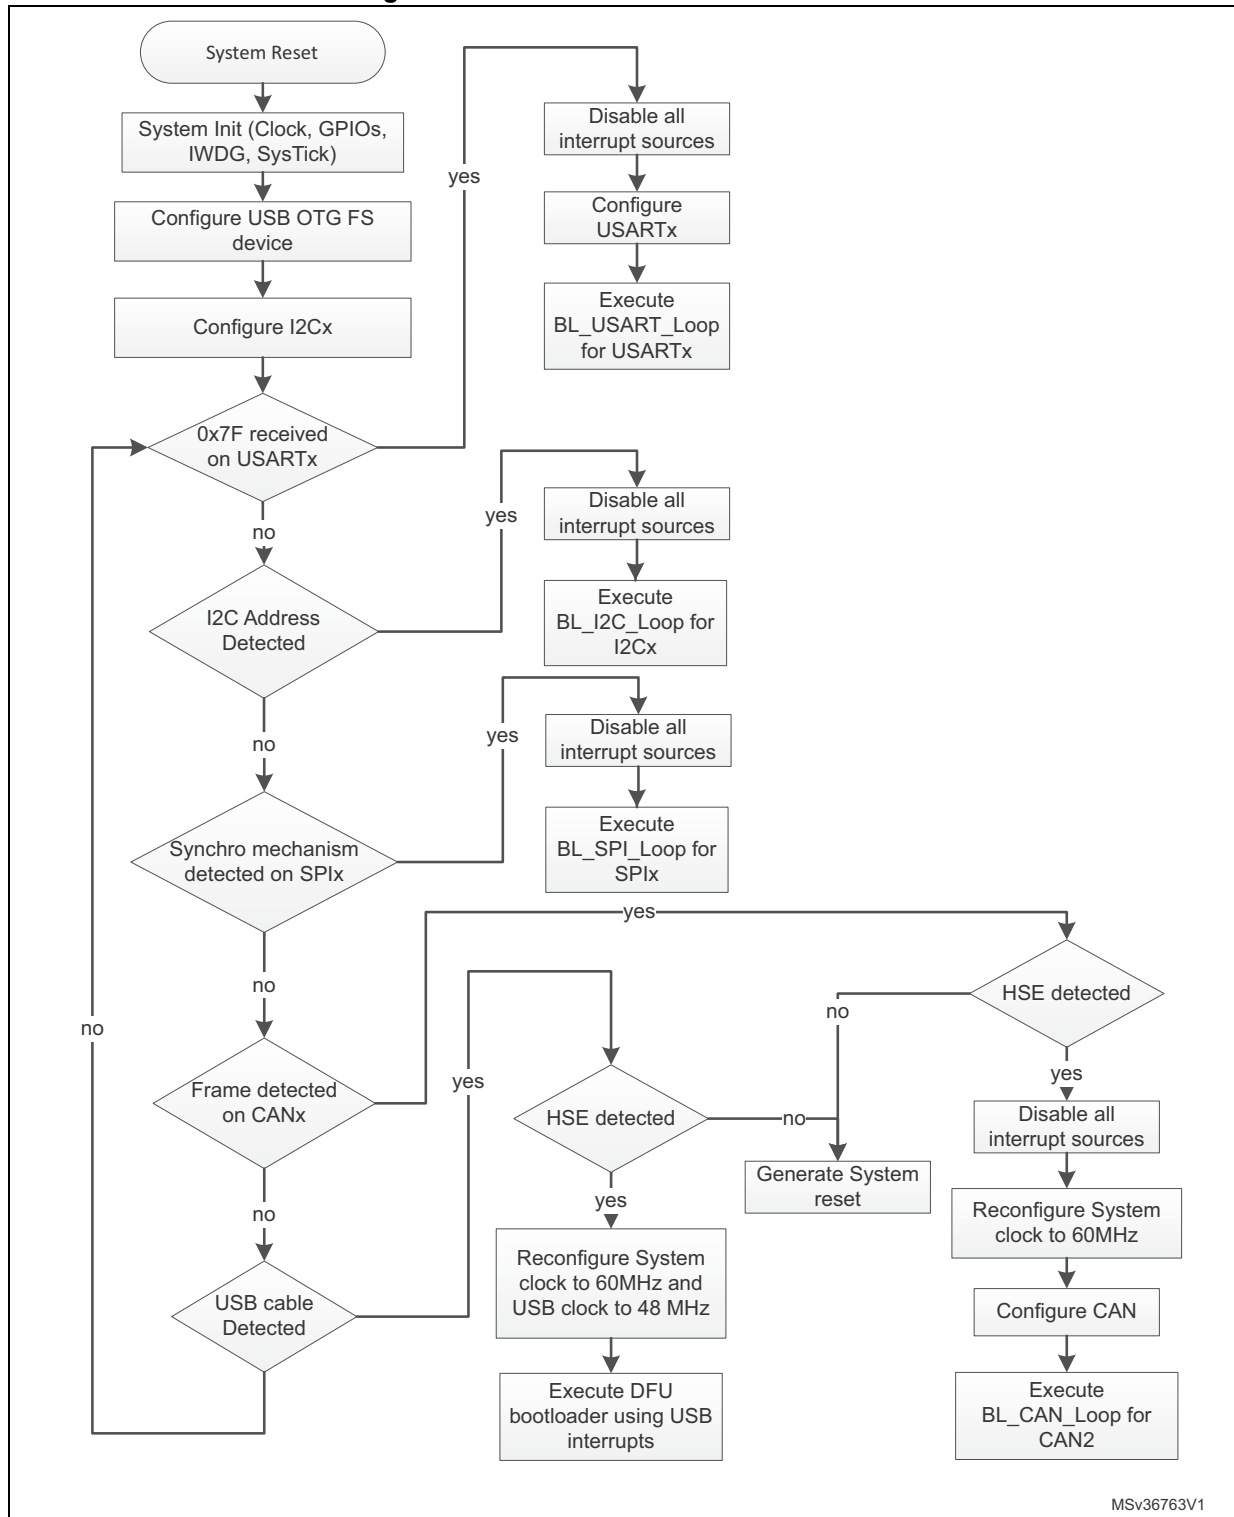 System Reset
System Init (Clock, GPIOs,
IWDG, SysTick)
Configure USB OTG FS
device
Configure I2Cx
0x7F received
on USARTx
yes
Disable all
interrupt sources
Configure
USARTx
Execute
BL_USART_Loop
for USARTx
no
I2C Address
Detected
yes
Disable all
interrupt sources
Execute
BL_I2C_Loop for
I2Cx
no
Synchro mechanism
detected on SPIx
yes
Disable all
interrupt sources
Execute
BL_SPI_Loop for
SPIx
no
Frame detected
on CANx
yes
HSE detected
no
yes
Disable all
interrupt sources
Reconfigure System
clock to 60MHz
Configure CAN
Execute
BL_CAN_Loop for
CAN2
no
USB cable
Detected
yes
HSE detected
no
Generate System
reset
yes
Reconfigure System
clock to 60MHz and
USB clock to 48 MHz
Execute DFU
bootloader using USB
interrupts
no
MSv36763V1